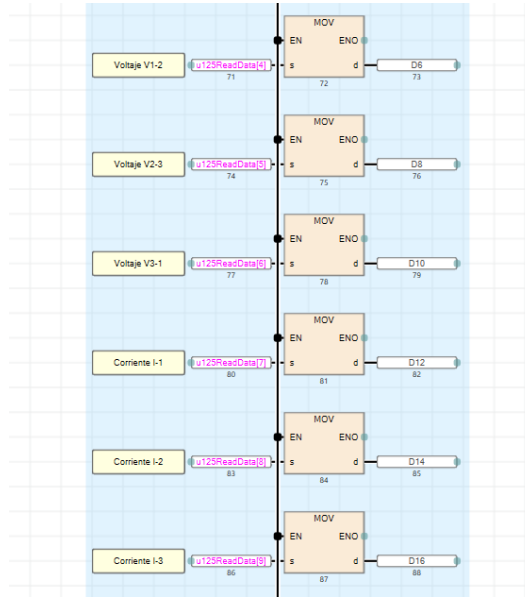 MOV
EN ENO
Voltaje V1-2 u125ReadData[4] s d D6
71 72 73
MOV
EN ENO
Voltaje V2-3 u125ReadData[5] s d D8
74 75 76
MOV
EN ENO
Voltaje V3-1 u125ReadData[6] s d D10
77 78 79
MOV
EN ENO
Corriente I-1 u125ReadData[7] s d D12
80 81 82
MOV
EN ENO
Corriente I-2 u125ReadData[8] s d D14
83 84 85
MOV
EN ENO
Corriente I-3 u125ReadData[9] s d D16
86 87 88